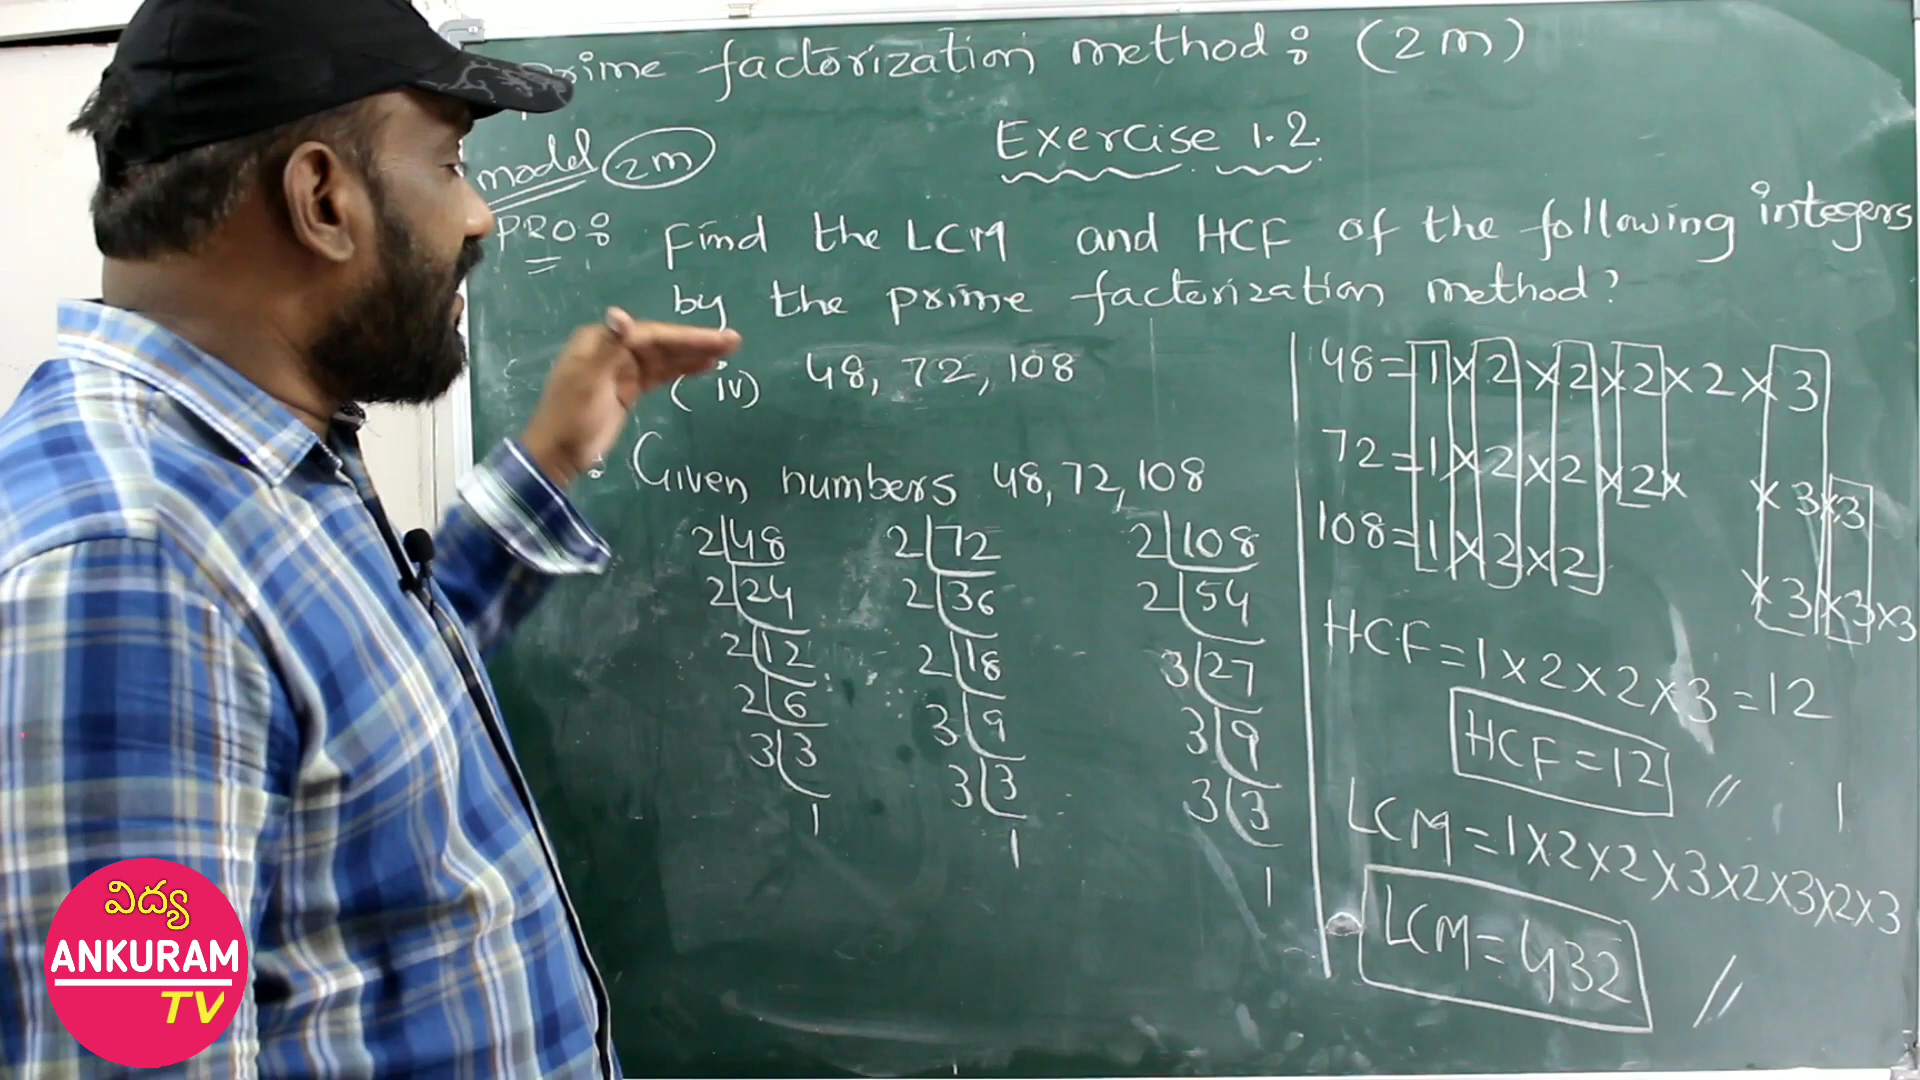 prime factorization method: (2m)
Exercise 1.2.
model 2m
PRO: Find the LCM and HCF of the following integers
by the prime factorization method?
(iv) 48, 72, 108
: Given numbers 48, 72, 108
2|48 2|72 2|108
2|24 2|36 2|54
2|12 2|18 3|27
2|6 3|9 3|9
3|3 3|3 3|3
1 1 1
48=1×2×2×2×2×3
72=1×2×2×2××3×3
108=1×2×2×3×3×3
HCF=1×2×2×3=12
HCF=12 //
1
LCM=1×2×2×3×2×3×2×3
LCM=432 //
విద్య
ANKURAM
TV